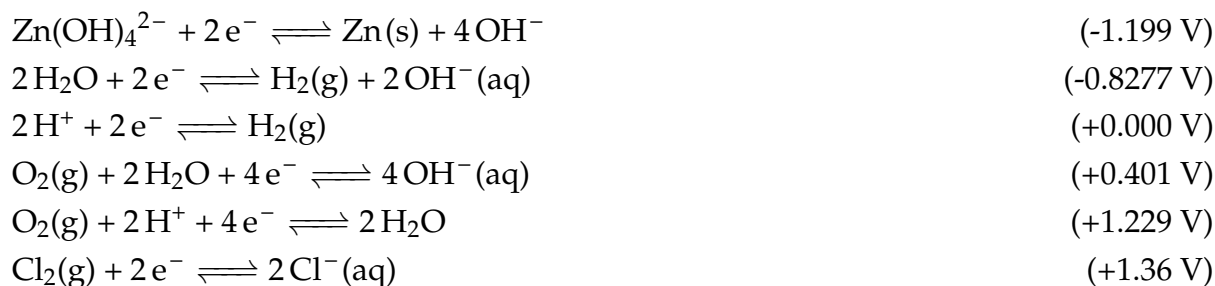 Zn(OH)₄²⁻ + 2 e⁻ ⇌ Zn(s) + 4 OH⁻ (-1.199 V)
2 H₂O + 2 e⁻ ⇌ H₂(g) + 2 OH⁻(aq) (-0.8277 V)
2 H⁺ + 2 e⁻ ⇌ H₂(g) (+0.000 V)
O₂(g) + 2 H₂O + 4 e⁻ ⇌ 4 OH⁻(aq) (+0.401 V)
O₂(g) + 2 H⁺ + 4 e⁻ ⇌ 2 H₂O (+1.229 V)
Cl₂(g) + 2 e⁻ ⇌ 2 Cl⁻(aq) (+1.36 V)